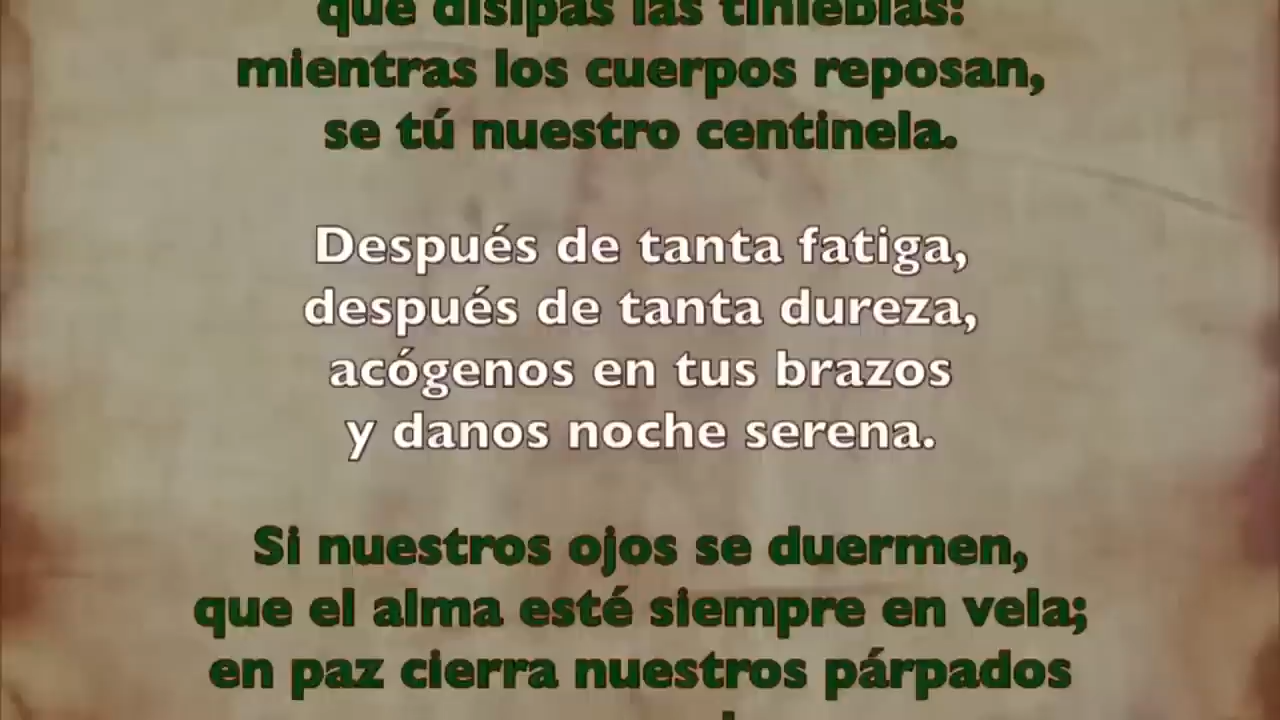 que disipas las tinieblas:
mientras los cuerpos reposan,
se tú nuestro centinela.
Después de tanta fatiga,
después de tanta dureza,
acógenos en tus brazos
y danos noche serena.
Si nuestros ojos se duermen,
que el alma esté siempre en vela;
en paz cierra nuestros párpados